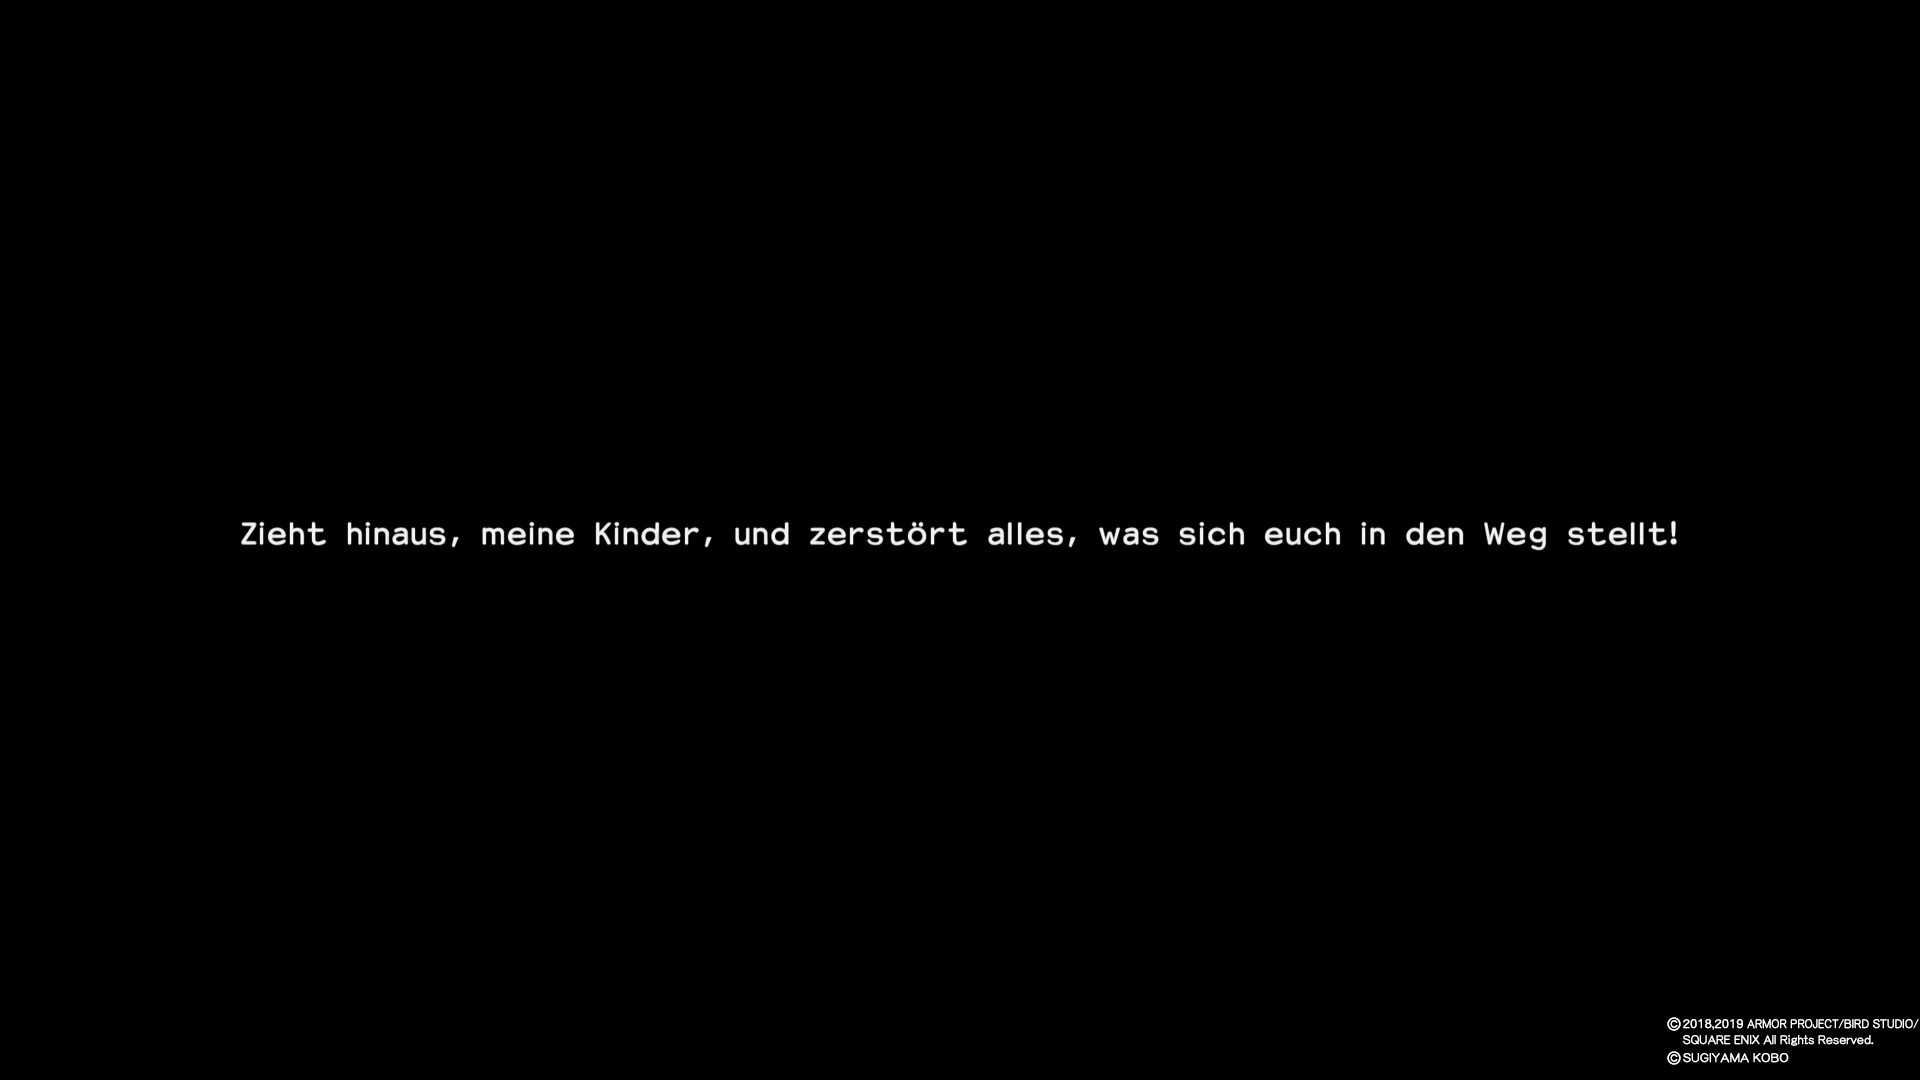 Zieht hinaus, meine Kinder, und zerstört alles, was sich euch in den Weg stellt!
©2018,2019 ARMOR PROJECT/BIRD STUDIO/
SQUARE ENIX All Rights Reserved.
©SUGIYAMA KOBO